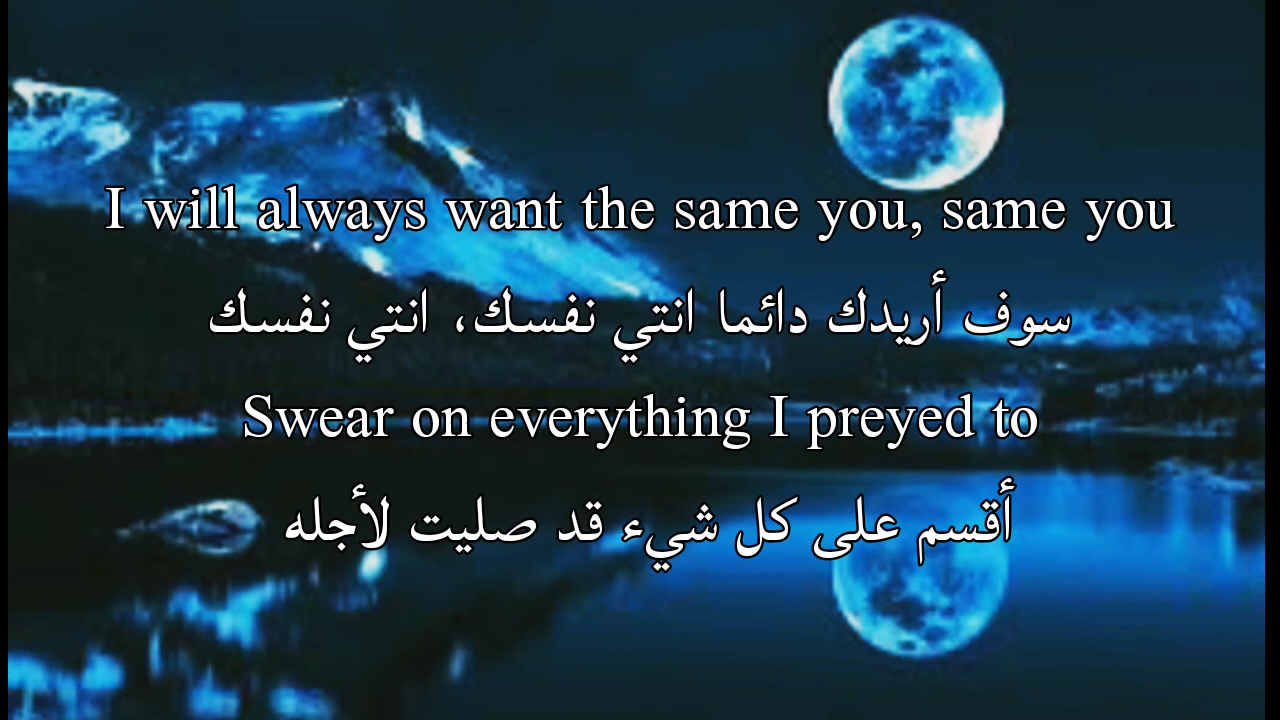 I will always want the same you, same you
سوف أريدك دائما انتي نفسك، انتي نفسك
Swear on everything I preyed to
أقسم على كل شيء قد صليت لأجله